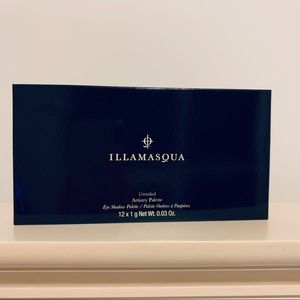 ILLAMASQUA
Unveiled
Artistry Palette
Eye Shadow Palette / Palette Ombres à Paupières
12 x 1 g Net Wt. 0.03 Oz.